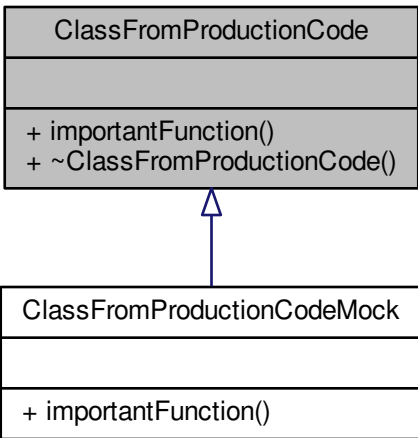 ClassFromProductionCode
+ importantFunction()
+ ~ClassFromProductionCode()
ClassFromProductionCodeMock
+ importantFunction()